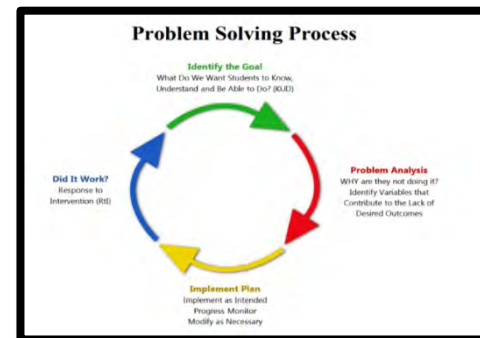 Problem Solving Process
Identify the Goal
What Do We Want Students to Know,
Understand and Be Able to Do? (KUD)
Problem Analysis
WHY are they not doing it?
Identify Variables that
Contribute to the Lack of
Desired Outcomes
Implement Plan
Implement as Intended
Progress Monitor
Modify as Necessary
Did It Work?
Response to
Intervention (RtI)